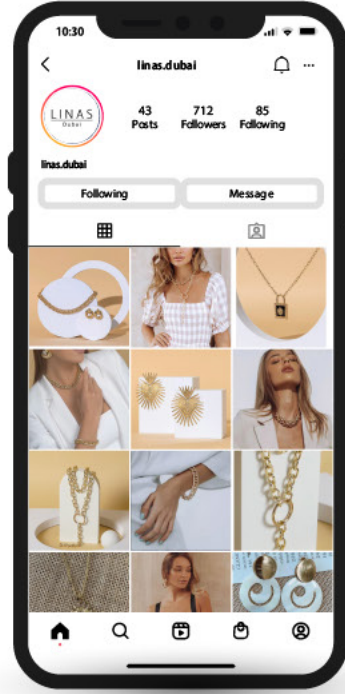 10:30
linas.dubai
LINAS
Dubai
43 712 85
Posts Followers Following
linas.dubai
Following Message